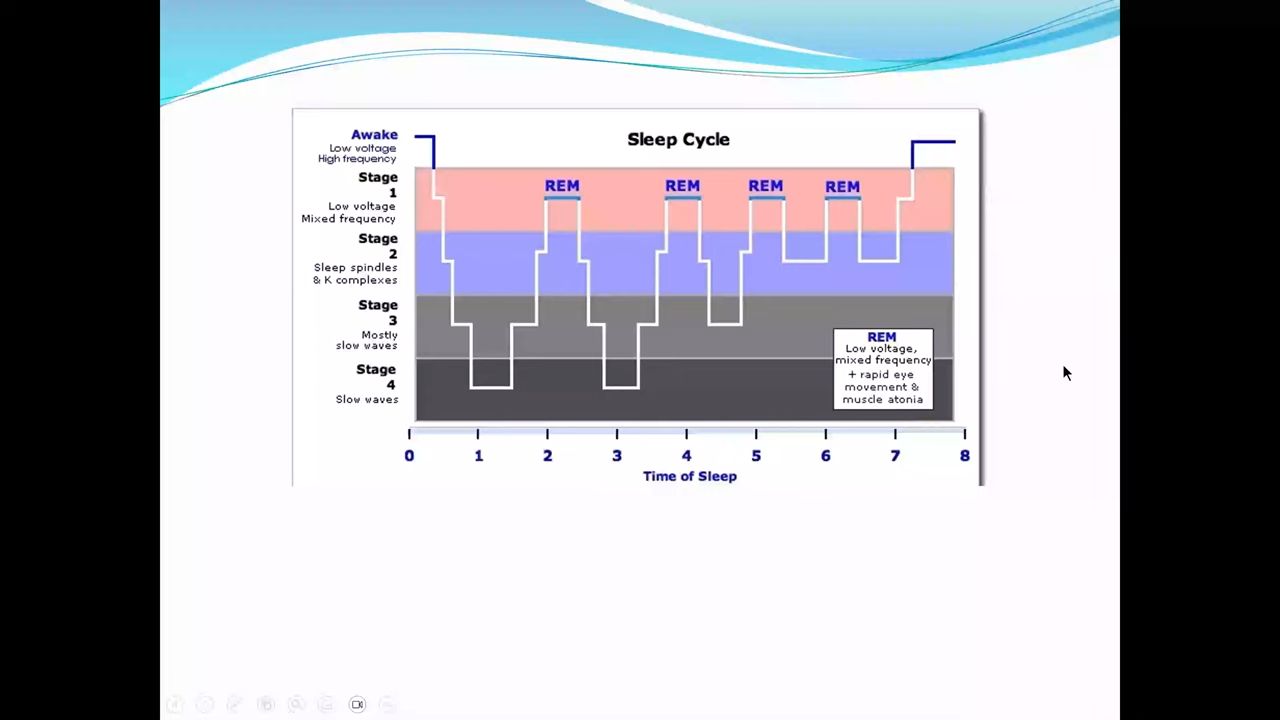 Sleep Cycle
Awake
Low voltage
High frequency
Stage
1
Low voltage
Mixed frequency
Stage
2
Sleep spindles
& K complexes
Stage
3
Mostly
slow waves
Stage
4
Slow waves
REM REM REM REM
REM
Low voltage,
mixed frequency
+ rapid eye
movement &
muscle atonia
0 1 2 3 4 5 6 7 8
Time of Sleep